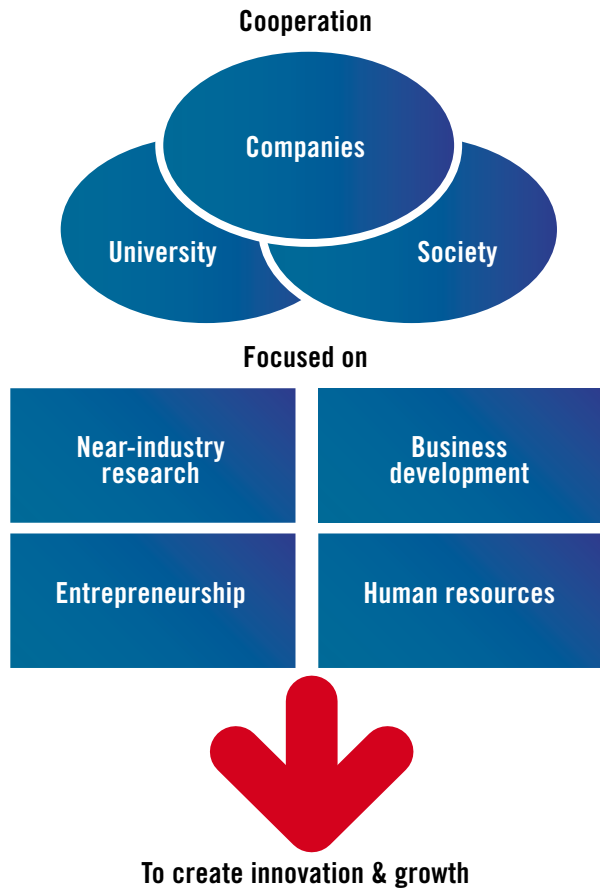 Cooperation
Companies
University
Society
Focused on
Near-industry
research
Business
development
Entrepreneurship
Human resources
To create innovation & growth